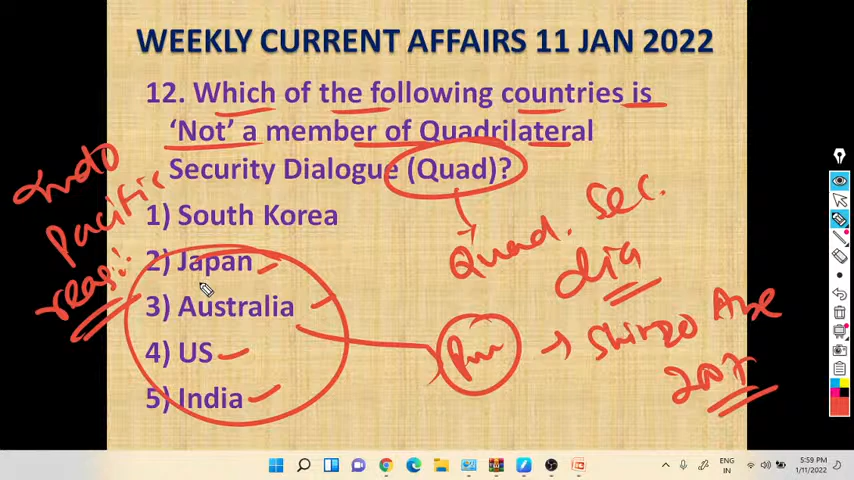 WEEKLY CURRENT AFFAIRS 11 JAN 2022
12. Which of the following countries is
‘Not’ a member of Quadrilateral
Security Dialogue (Quad)?
1) South Korea
2) Japan
3) Australia
4) US
5) India
Indo
Pacific
Quad. Sec.
dia
Shinzo Abe
2007
ENG
IN
5:59 PM
1/11/2022